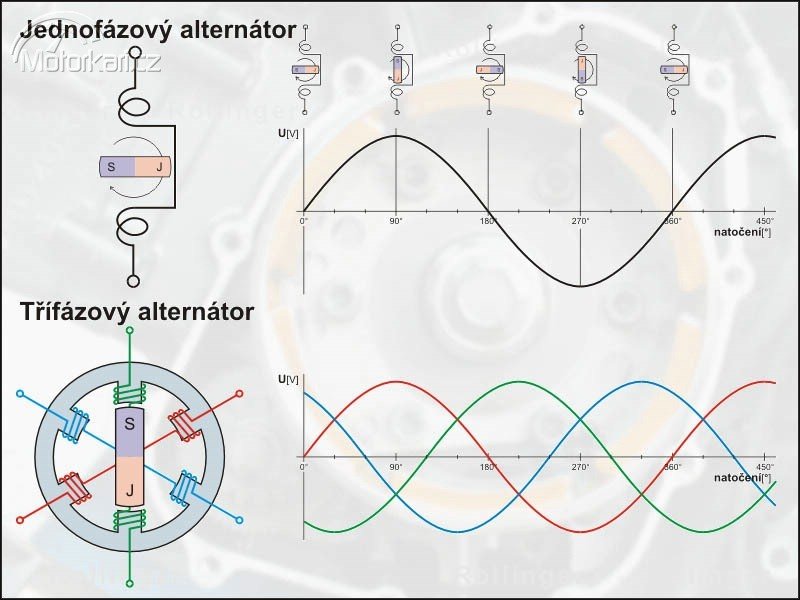 Jednofázový alternátor
Motorkari.cz
S J
U[V]
0° 90° 180° 270° 360° 450°
natočení[°]
Třífázový alternátor
S
J
U[V]
0° 90° 180° 270° 360° 450°
natočení[°]